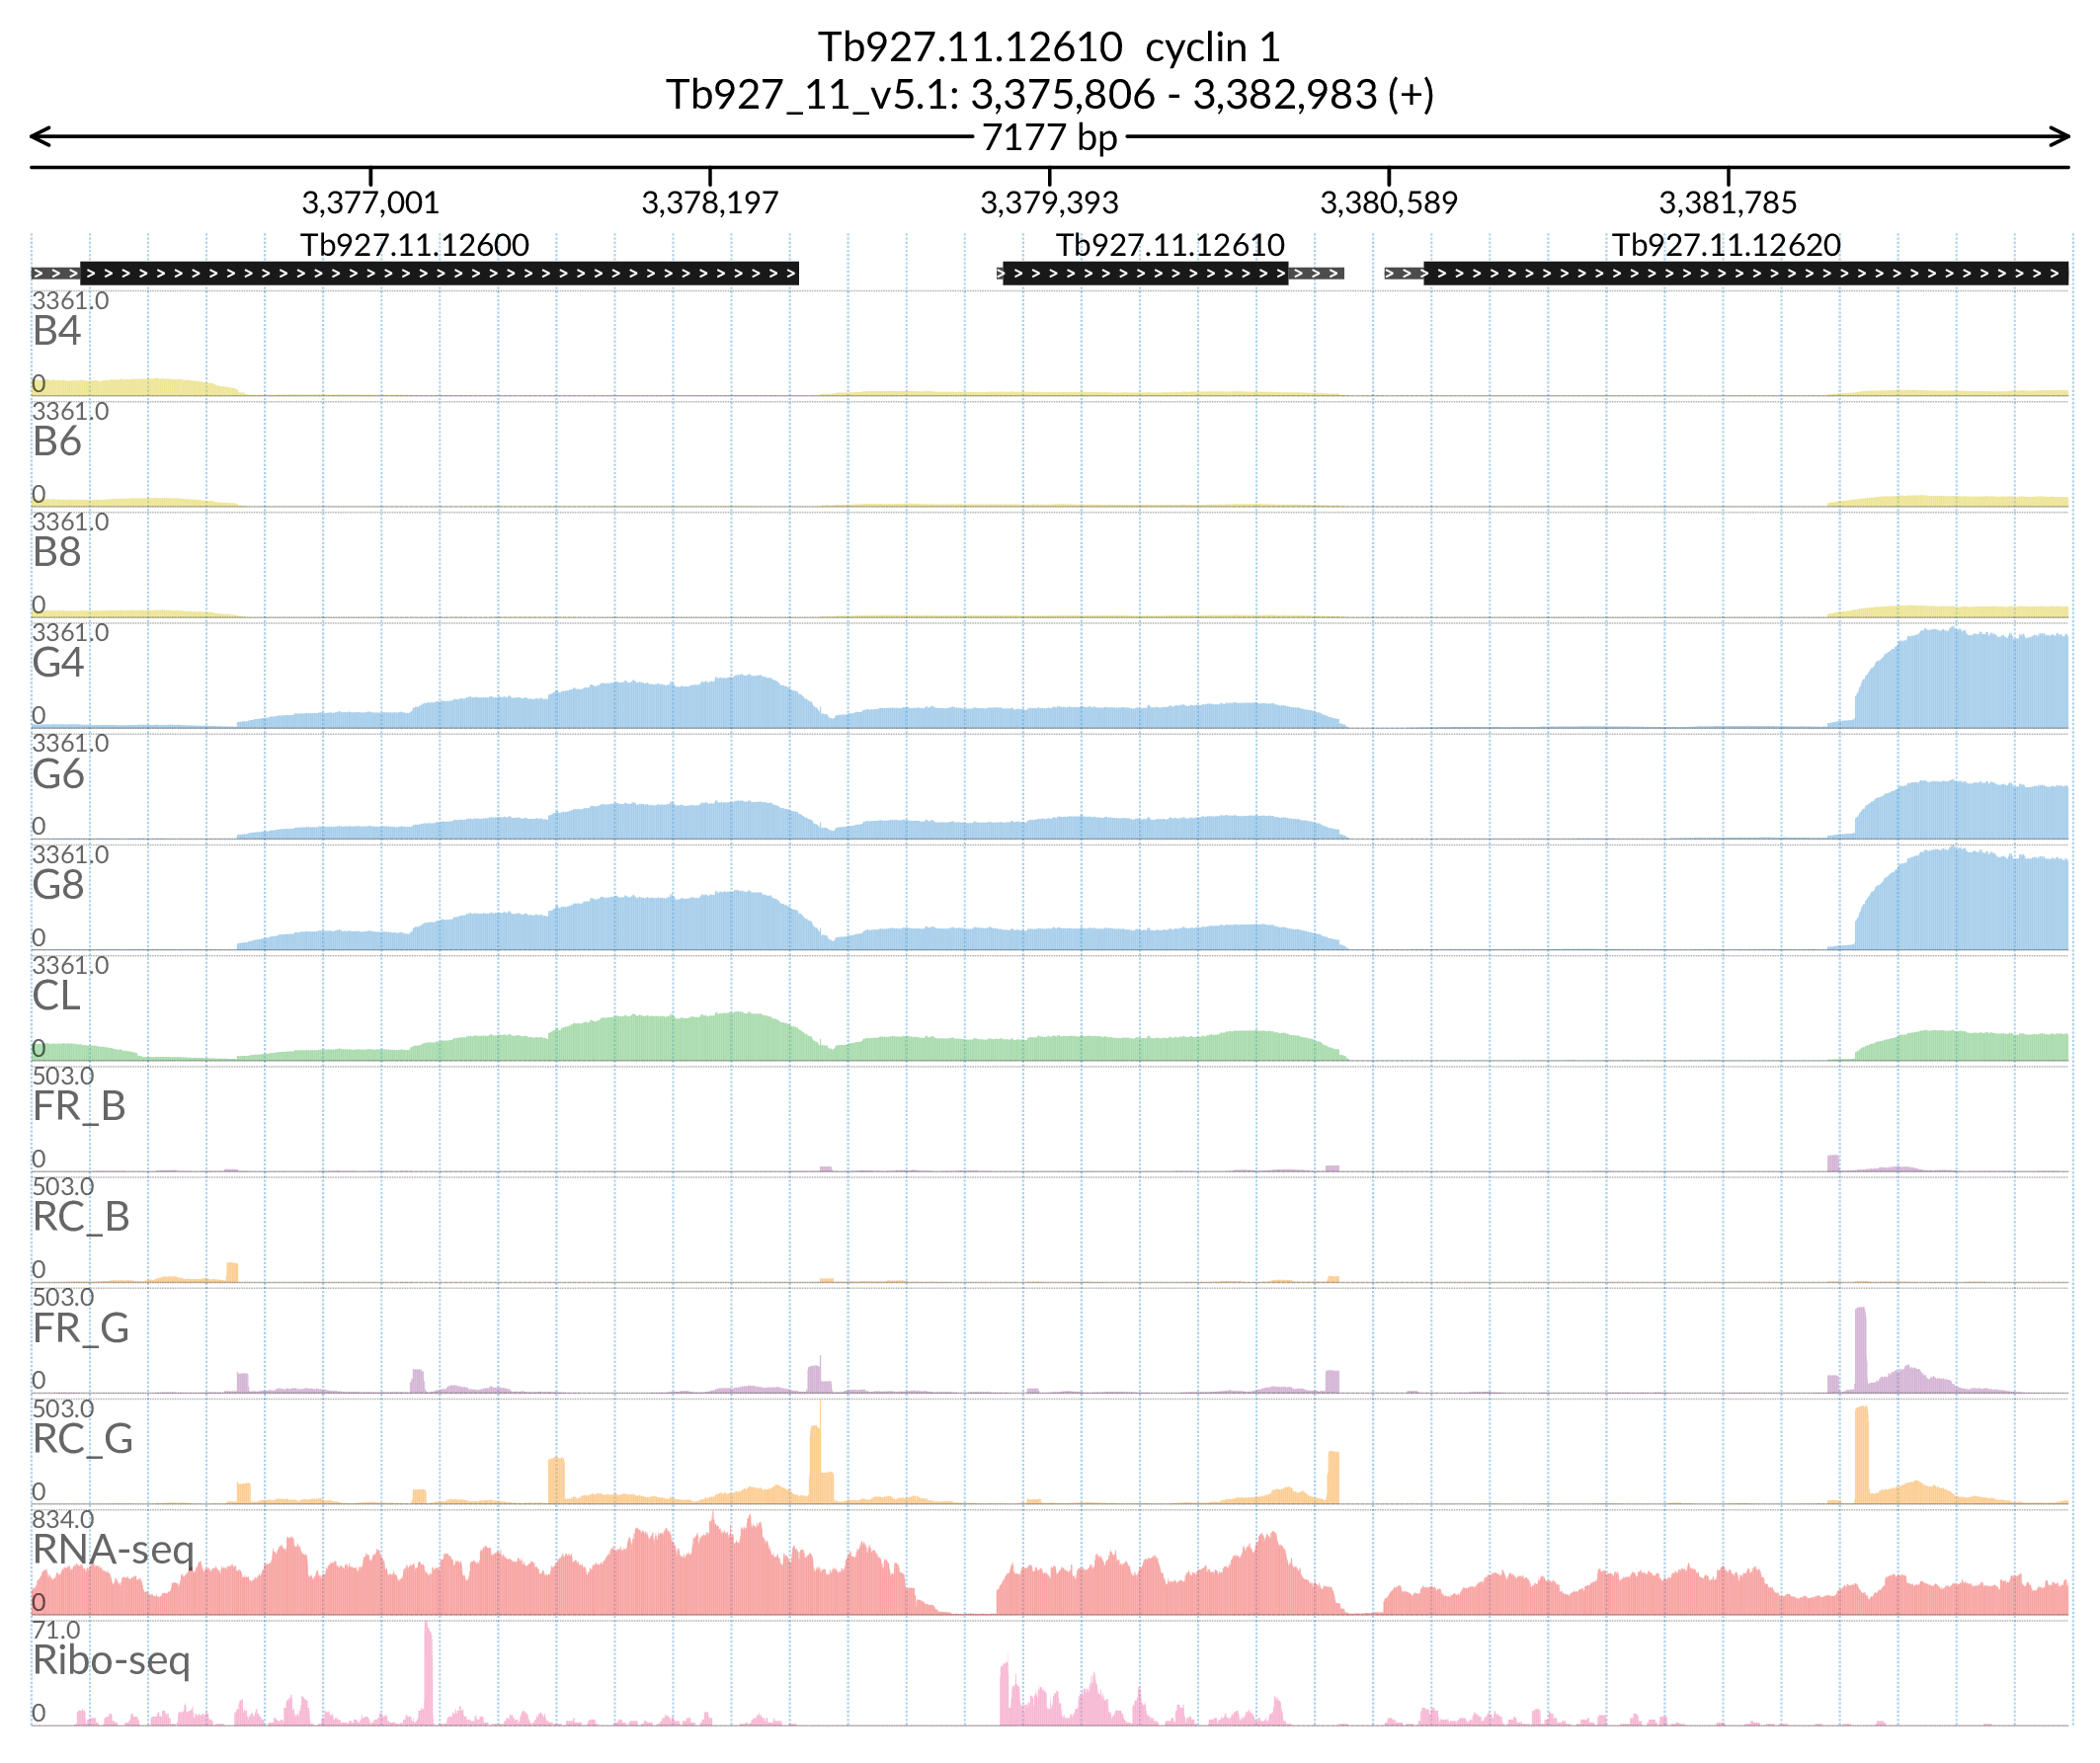 Tb927.11.12610  cyclin 1
Tb927_11_v5.1: 3,375,806 - 3,382,983 (+)
7177 bp
3,377,001 3,378,197 3,379,393 3,380,589 3,381,785
Tb927.11.12600 Tb927.11.12610 Tb927.11.12620
3361.0
B4
0
3361.0
B6
0
3361.0
B8
0
3361.0
G4
0
3361.0
G6
0
3361.0
G8
0
3361.0
CL
0
503.0
FR_B
0
503.0
RC_B
0
503.0
FR_G
0
503.0
RC_G
0
834.0
RNA-seq
0
71.0
Ribo-seq
0